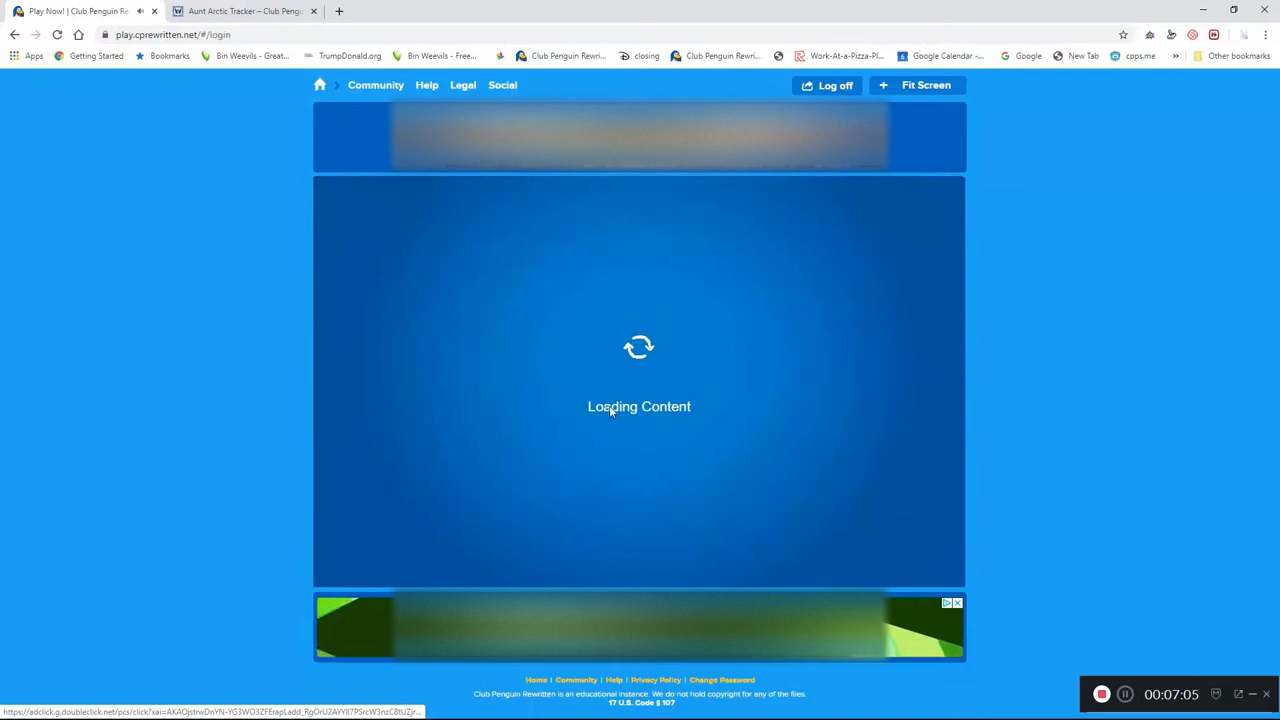 Play Now! | Club Penguin Re
Aunt Arctic Tracker – Club Peng
play.cprewritten.net/#/login
Apps
Getting Started
Bookmarks
Bin Weevils - Great...
TrumpDonald.org
Bin Weevils - Free...
Club Penguin Rewri...
closing
Club Penguin Rewri...
Work-At-a-Pizza-Pl...
Google Calendar -...
Google
New Tab
cpps.me
»
Other bookmarks
Community
Help
Legal
Social
Log off
+ Fit Screen
Loading Content
Home | Community | Help | Privacy Policy | Change Password
Club Penguin Rewritten is an educational instance. We do not hold copyright for any of the files.
17 U.S. Code § 107
00:07:05